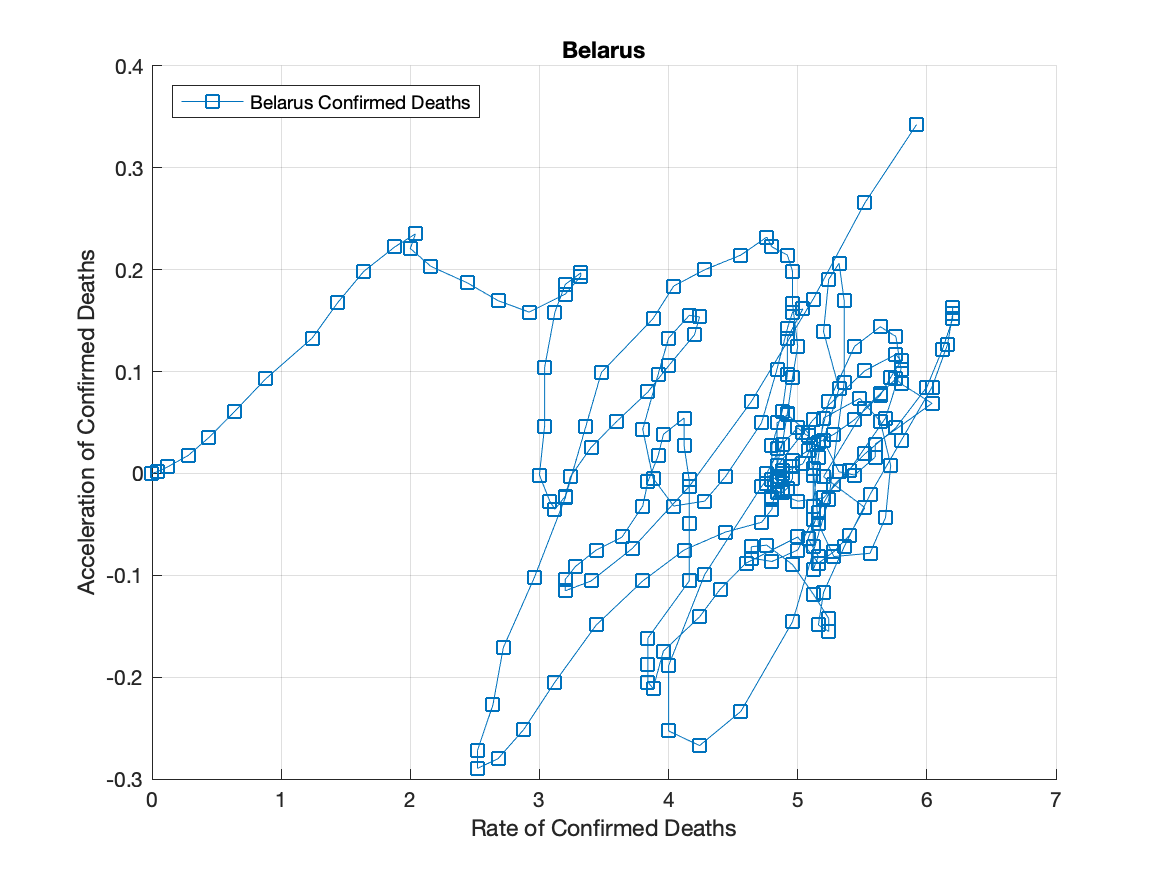 Belarus
Belarus Confirmed Deaths
Acceleration of Confirmed Deaths
0.4
0.3
0.2
0.1
0
-0.1
-0.2
-0.3
0 1 2 3 4 5 6 7
Rate of Confirmed Deaths